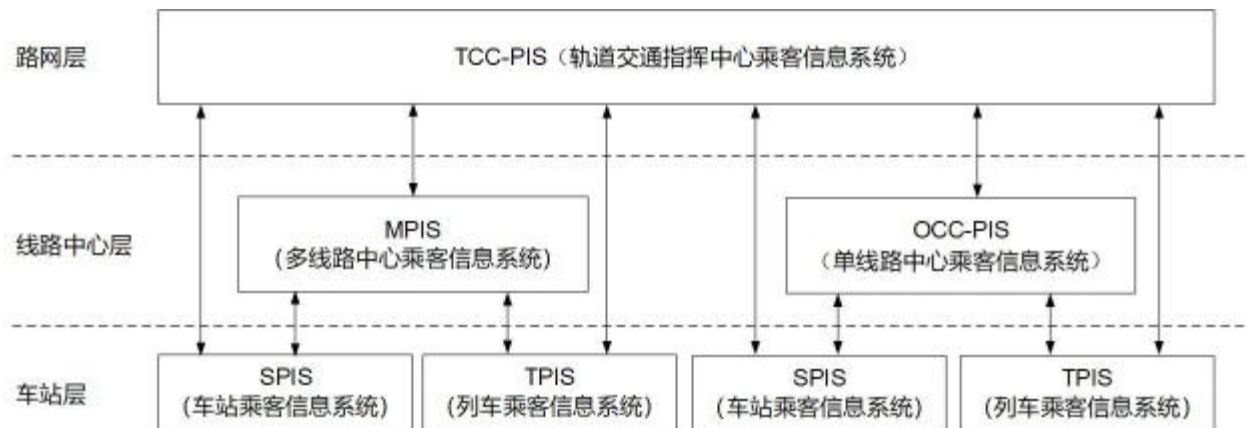 路网层
TCC-PIS（轨道交通指挥中心乘客信息系统）
线路中心层
MPIS
(多线路中心乘客信息系统)
OCC-PIS
（单线路中心乘客信息系统）
车站层
SPIS
(车站乘客信息系统)
TPIS
(列车乘客信息系统)
SPIS
(车站乘客信息系统)
TPIS
(列车乘客信息系统)